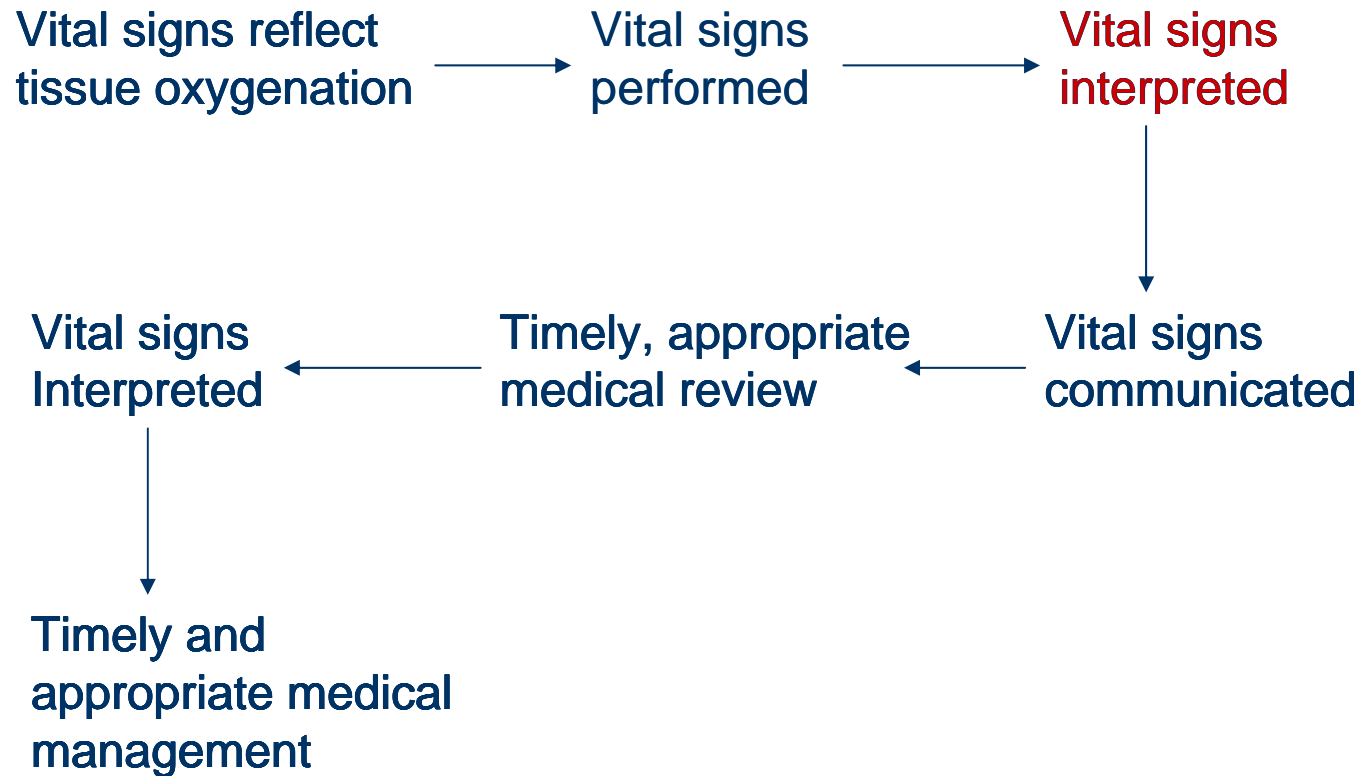 Vital signs reflect
tissue oxygenation
Vital signs
performed
Vital signs
interpreted
Vital signs
communicated
Timely, appropriate
medical review
Vital signs
Interpreted
Timely and
appropriate medical
management